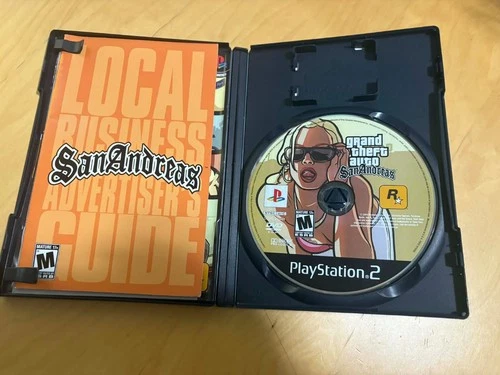 LOCAL
BUSINESS
San Andreas
ADVERTISER'S
GUIDE
MATURE 17+
M
grand
theft
auto
San Andreas
R
M
PlayStation 2